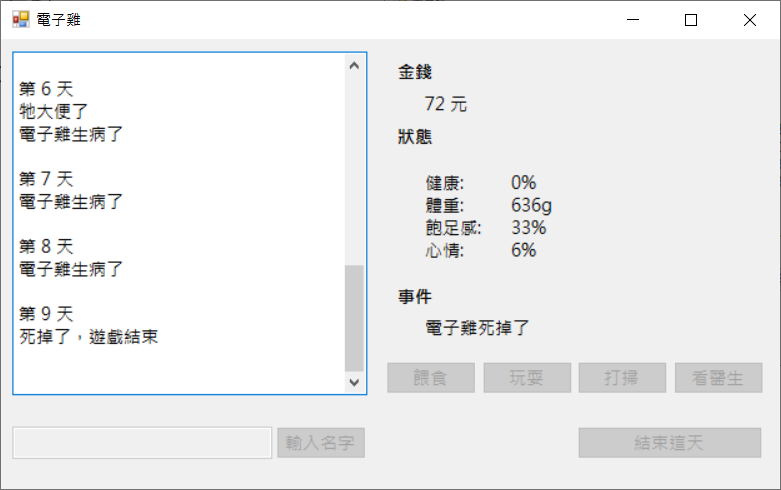 電子雞
第 6 天
牠大便了
電子雞生病了
第 7 天
電子雞生病了
第 8 天
電子雞生病了
第 9 天
死掉了，遊戲結束
金錢
72 元
狀態
健康: 0%
體重: 636g
飽足感: 33%
心情: 6%
事件
電子雞死掉了
餵食 玩耍 打掃 看醫生
輸入名字 結束這天